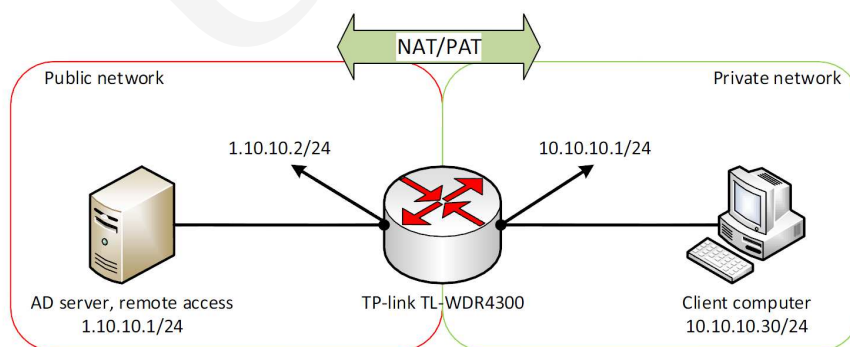 NAT/PAT
Public network
Private network
1.10.10.2/24
10.10.10.1/24
AD server, remote access
1.10.10.1/24
TP-link TL-WDR4300
Client computer
10.10.10.30/24